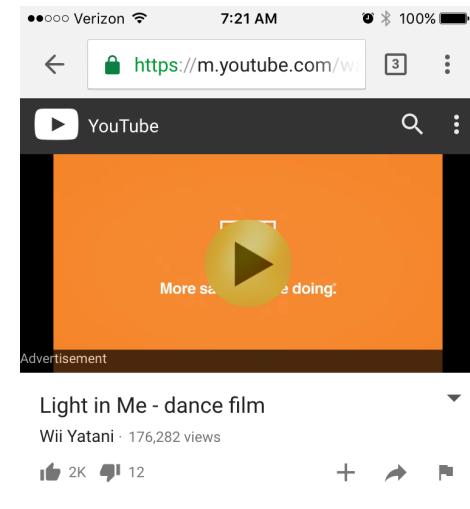 Verizon 7:21 AM 100%
https://m.youtube.com/wa 3
YouTube
More sa doing.
Advertisement
Light in Me - dance film
Wii Yatani · 176,282 views
2K 12